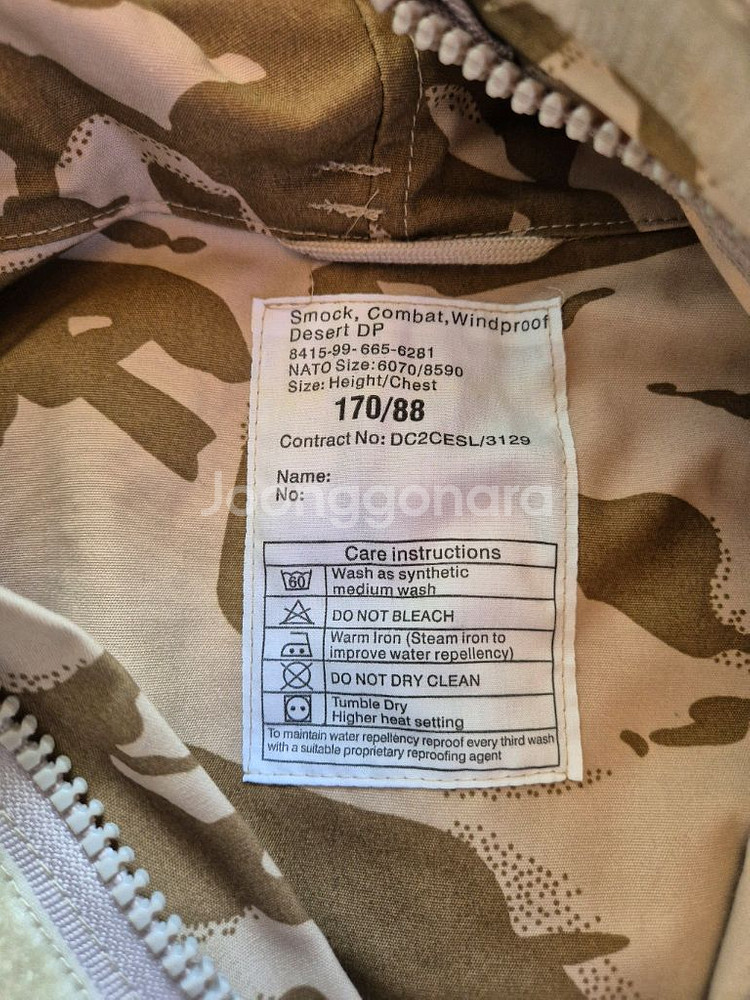 Smock, Combat,Windproof
Desert DP
8415-99-665-6281
NATO Size:6070/8590
Size: Height/Chest
170/88
Contract No: DC2CESL/3129
Name:
No:
Joonggonara
Care instructions
60
Wash as synthetic
medium wash
DO NOT BLEACH
Warm Iron (Steam iron to
improve water repellency)
DO NOT DRY CLEAN
Tumble Dry
Higher heat setting
To maintain water repellency reproof every third wash
with a suitable proprietary reproofing agent